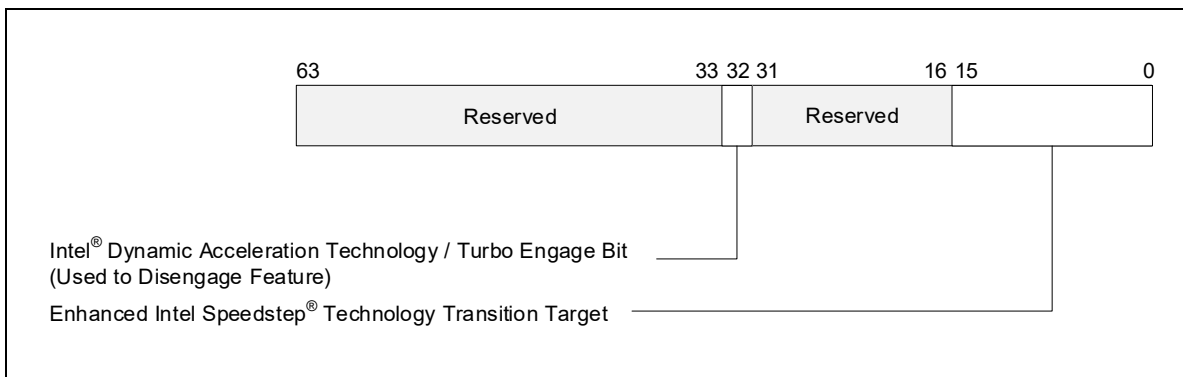 63 33 32 31 16 15 0
Reserved Reserved
Intel® Dynamic Acceleration Technology / Turbo Engage Bit
(Used to Disengage Feature)
Enhanced Intel Speedstep® Technology Transition Target